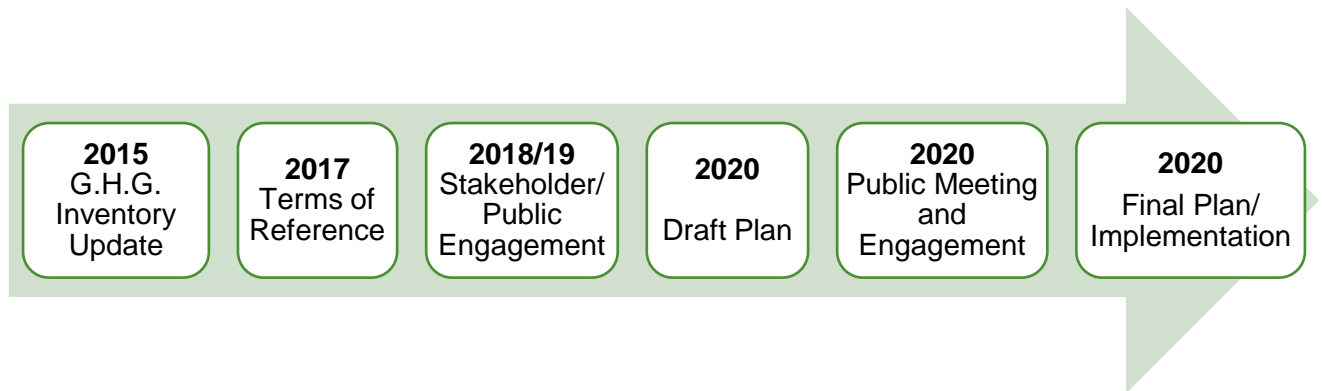 2015
G.H.G.
Inventory
Update
2017
Terms of
Reference
2018/19
Stakeholder/
Public
Engagement
2020
Draft Plan
2020
Public Meeting
and
Engagement
2020
Final Plan/
Implementation